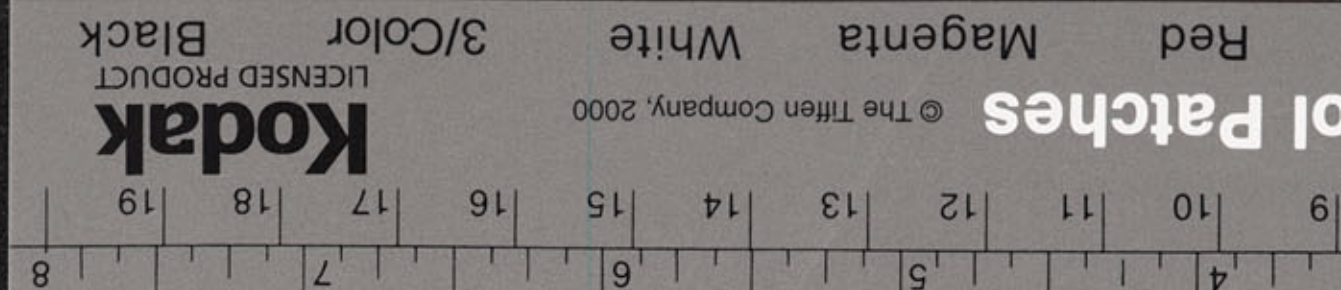 4 5 6 7 8
9 10 11 12 13 14 15 16 17 18 19
ol Patches © The Tiffen Company, 2000 Kodak
LICENSED PRODUCT
Red Magenta White 3/Color Black